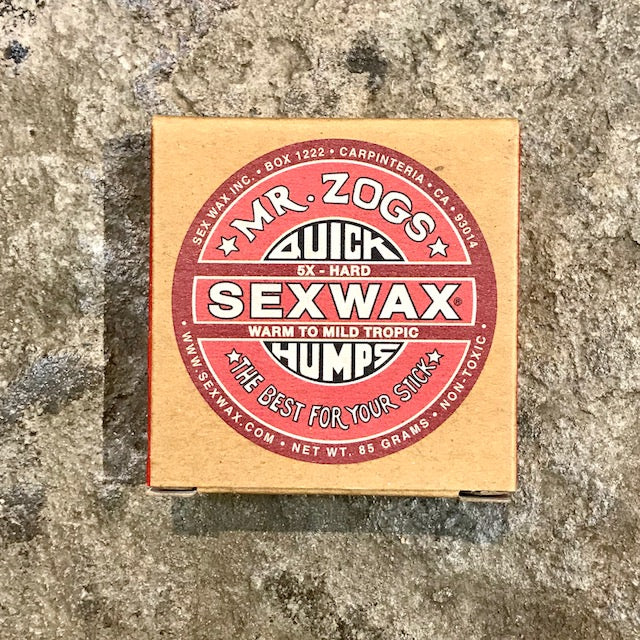 SEX WAX INC. • BOX 1222 • CARPINTERIA • CA • 93014
MR. ZOGS
QUICK
5X - HARD
SEXWAX®
WARM TO MILD TROPIC
HUMPS
THE BEST FOR YOUR STICK
• WWW.SEXWAX.COM • NET WT. 85 GRAMS • NON-TOXIC •